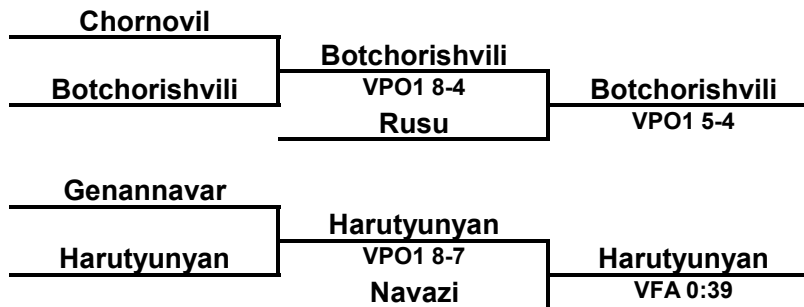 Chornovil
Botchorishvili
Botchorishvili
VPO1 8-4
Rusu
Botchorishvili
VPO1 5-4
Genannavar
Harutyunyan
Harutyunyan
VPO1 8-7
Navazi
Harutyunyan
VFA 0:39